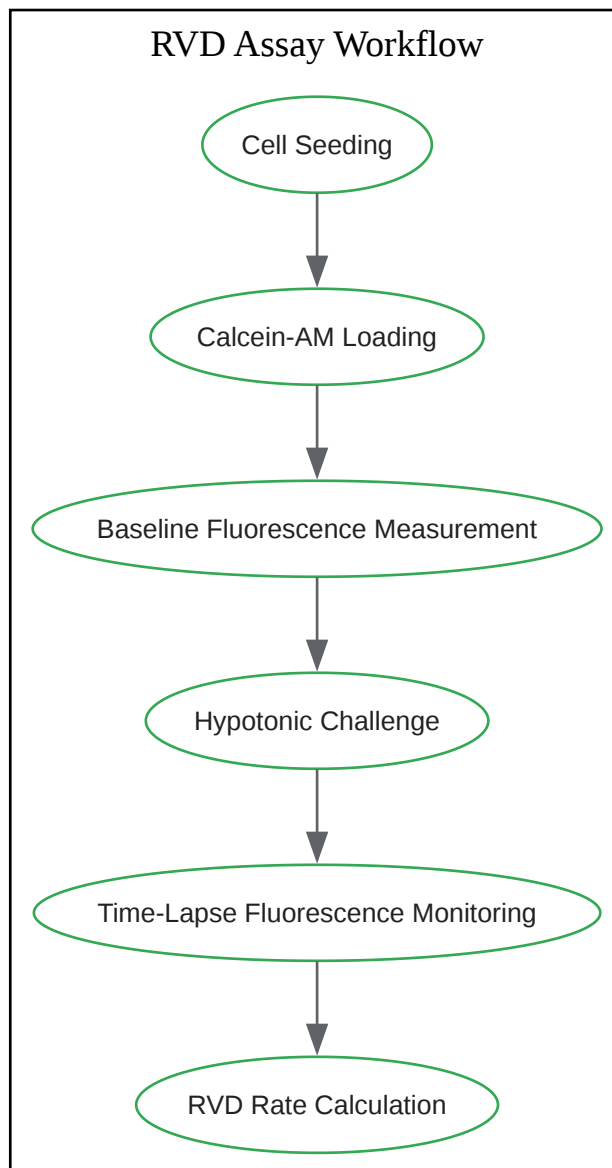 RVD Assay Workflow
Cell Seeding
Calcein-AM Loading
Baseline Fluorescence Measurement
Hypotonic Challenge
Time-Lapse Fluorescence Monitoring
RVD Rate Calculation